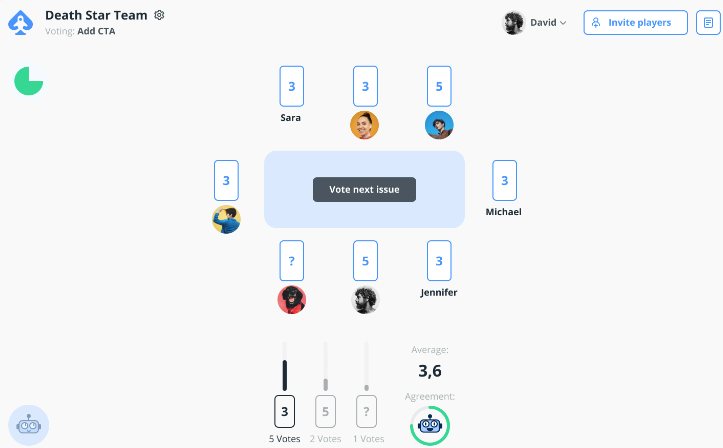 Death Star Team
Voting: Add CTA
David
Invite players
3
3
5
Sara
3
Vote next issue
3
Michael
?
5
3
Jennifer
Average:
3,6
Agreement:
3
5
?
5 Votes
2 Votes
1 Votes